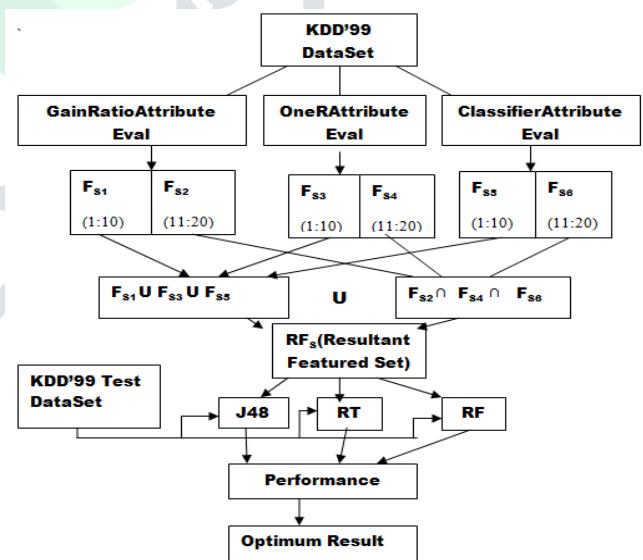 `
KDD'99
DataSet
GainRatioAttribute
Eval
OneRAttribute
Eval
ClassifierAttribute
Eval
FS1
FS2
(1:10)
(11:20)
FS3
FS4
(1:10)
(11:20)
FS5
FS6
(1:10)
(11:20)
FS1 U FS3 U FS5
U
FS2 ∩ FS4 ∩ FS6
RFs(Resultant
Featured Set)
KDD'99 Test
DataSet
J48
RT
RF
Performance
Optimum Result